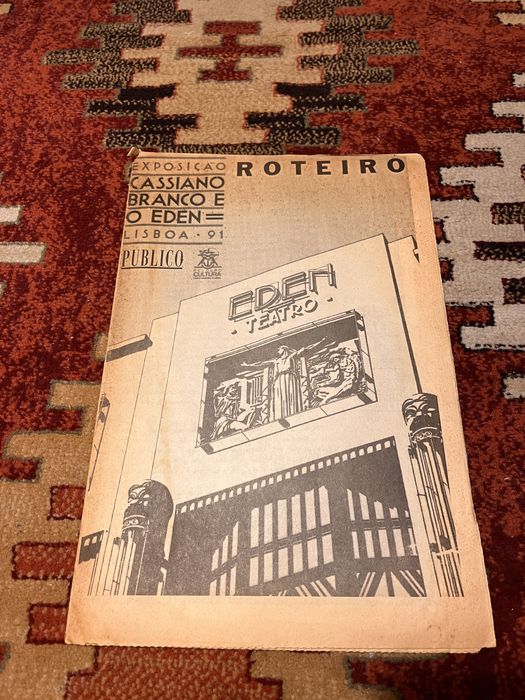 EXPOSIÇÃO
CASSIANO
BRANCO E
O EDEN
LISBOA • 91
ROTEIRO
PÚBLICO
CULTURA
EDEN
• TEATRO •